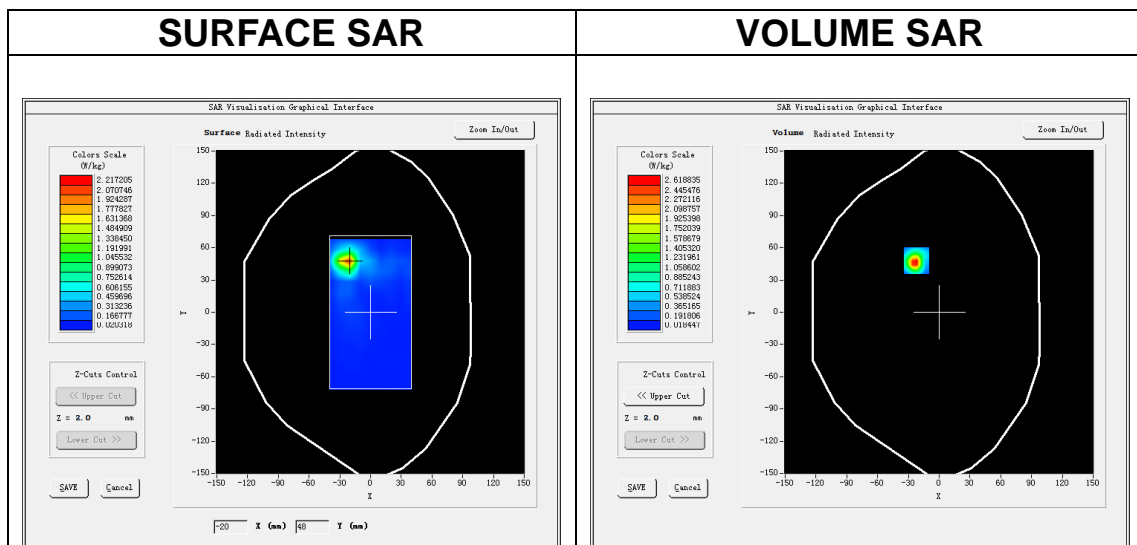 SURFACE SAR
VOLUME SAR
SAR Visualisation Graphical Interface
Surface Radiated Intensity
Zoom In/Out
Colors Scale
(W/kg)
2.217205
2.070746
1.924287
1.777827
1.631368
1.484909
1.338450
1.191991
1.045532
0.899073
0.752614
0.606155
0.459696
0.313236
0.166777
0.020318
Z-Cuts Control
<< Upper Cut
Z = 2.0 mm
Lower Cut >>
SAVE Cancel
150
120
90
60
30
0
-30
-60
-90
-120
-150
Y
-150 -120 -90 -60 -30 0 30 60 90 120 150
X
-20 X (mm) 48 Y (mm)
SAR Visualisation Graphical Interface
Volume Radiated Intensity
Zoom In/Out
Colors Scale
(W/kg)
2.618835
2.445476
2.272116
2.098757
1.925398
1.752039
1.578679
1.405320
1.231961
1.058602
0.885243
0.711883
0.538524
0.365165
0.191806
0.018447
Z-Cuts Control
<< Upper Cut
Z = 2.0 mm
Lower Cut >>
SAVE Cancel
150
120
90
60
30
0
-30
-60
-90
-120
-150
Y
-150 -120 -90 -60 -30 0 30 60 90 120 150
X